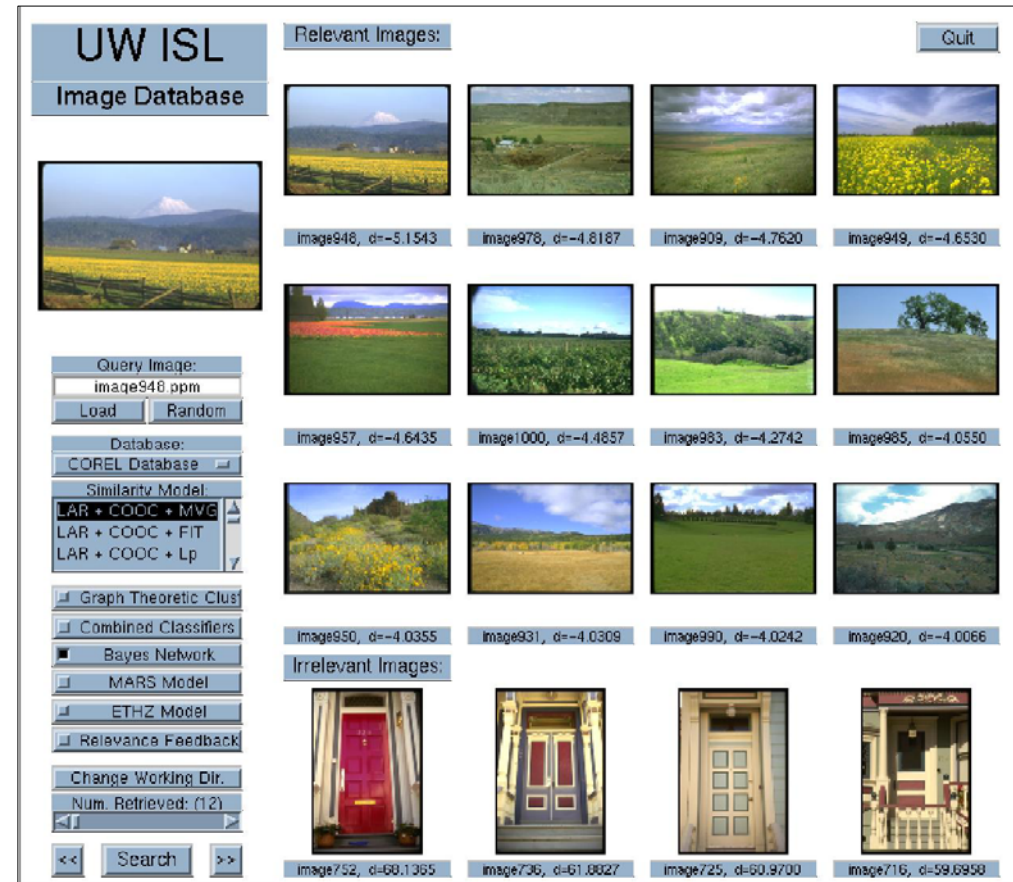 UW ISL
Image Database
Query Image:
image948.ppm
Load Random
Database:
COREL Database
Similarity Model:
LAR + COOC + MVG
LAR + COOC + FIT
LAR + COOC + Lp
Graph Theoretic Clust
Combined Classifiers
Bayes Network
MARS Model
ETHZ Model
Relevance Feedback
Change Working Dir.
Num. Retrieved: (12)
<< Search >>
Relevant Images:
Quit
image948, d=-5.1543 image978, d=-4.8187 image909, d=-4.7620 image949, d=-4.6530
image957, d=-4.6435 image1000, d=-4.4857 image983, d=-4.2742 image985, d=-4.0550
image950, d=-4.0355 image931, d=-4.0309 image990, d=-4.0242 image920, d=-4.0066
Irrelevant Images:
image752, d=68.1365 image736, d=61.8827 image725, d=60.9700 image716, d=59.6958